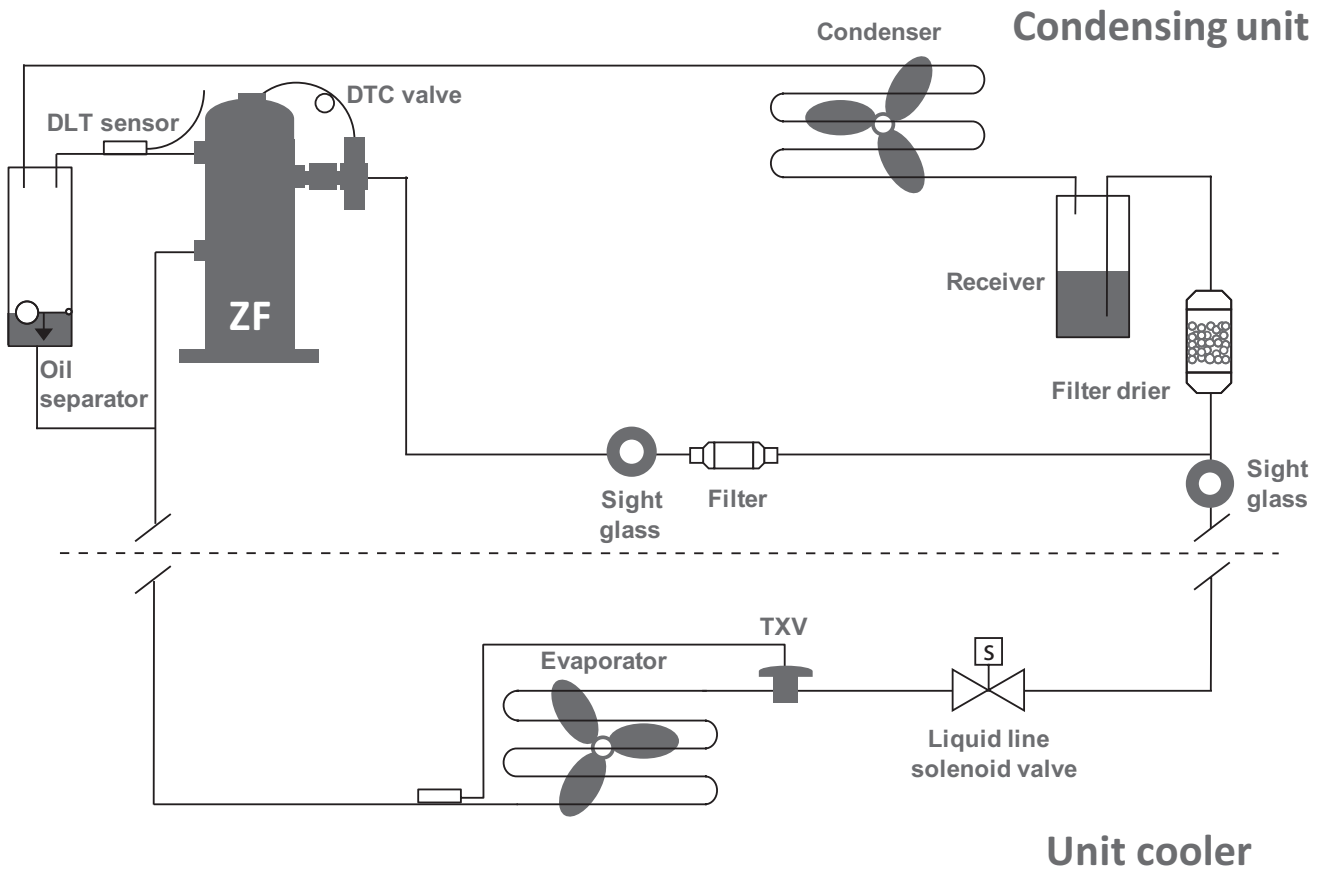 Condensing unit
Condenser
DTC valve
DLT sensor
ZF
Receiver
Oil
separator
Filter drier
Sight
glass
Filter
Sight
glass
TXV
Evaporator
S
Liquid line
solenoid valve
Unit cooler